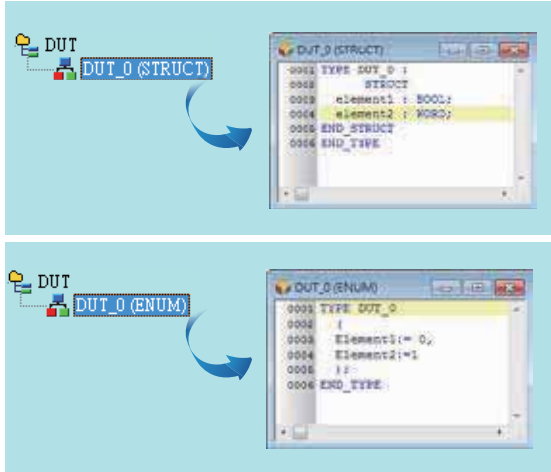 DUT
DUT_0 (STRUCT)
DUT_0 (STRUCT)
0001 TYPE DUT_0 :
0002 STRUCT
0003 element1 : BOOL;
0004 element2 : WORD;
0005 END_STRUCT
0006 END_TYPE
DUT
DUT_0 (ENUM)
DUT_0 (ENUM)
0001 TYPE DUT_0
0002 (
0003 Element1:= 0,
0004 Element2:=1
0005 );
0006 END_TYPE